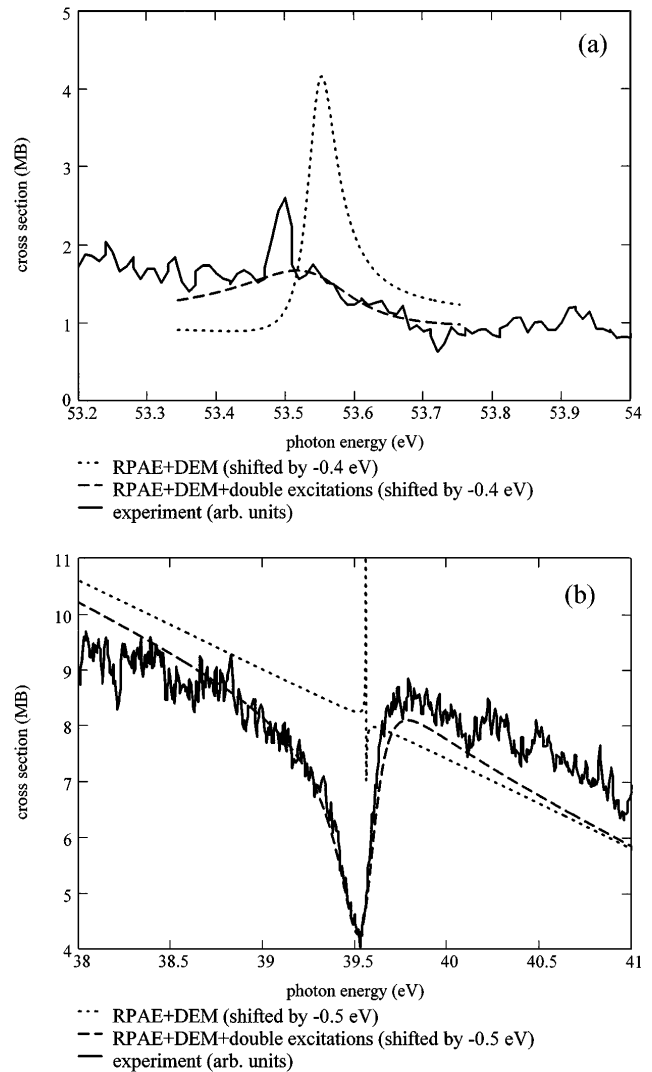 (a)
5
4
3
2
1
0
cross section (MB)
53.2 53.3 53.4 53.5 53.6 53.7 53.8 53.9 54
photon energy (eV)
RPAE+DEM (shifted by -0.4 eV)
RPAE+DEM+double excitations (shifted by -0.4 eV)
experiment (arb. units)
(b)
11
10
9
8
7
6
5
4
cross section (MB)
38 38.5 39 39.5 40 40.5 41
photon energy (eV)
RPAE+DEM (shifted by -0.5 eV)
RPAE+DEM+double excitations (shifted by -0.5 eV)
experiment (arb. units)